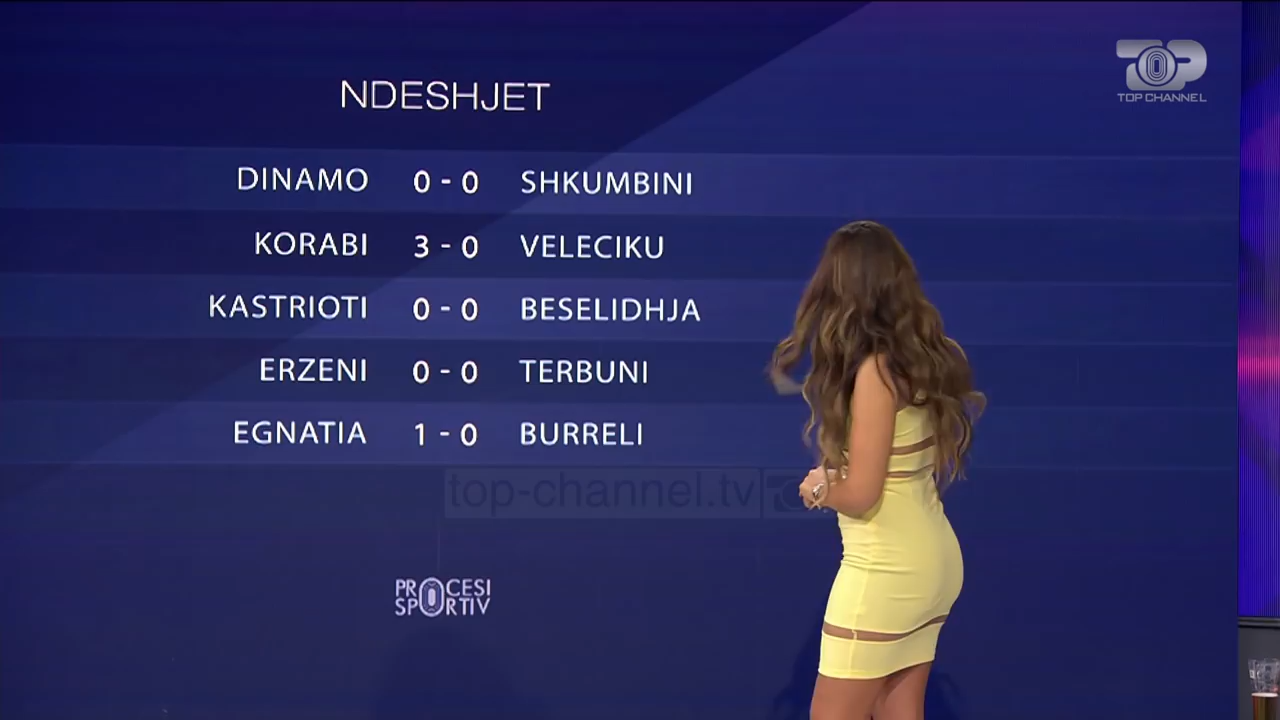 TOP CHANNEL
NDESHJET
DINAMO 0 - 0 SHKUMBINI
KORABI 3 - 0 VELECIKU
KASTRIOTI 0 - 0 BESELIDHJA
ERZENI 0 - 0 TERBUNI
EGNATIA 1 - 0 BURRELI
top-channel.tv
PROCESI
SPORTIV